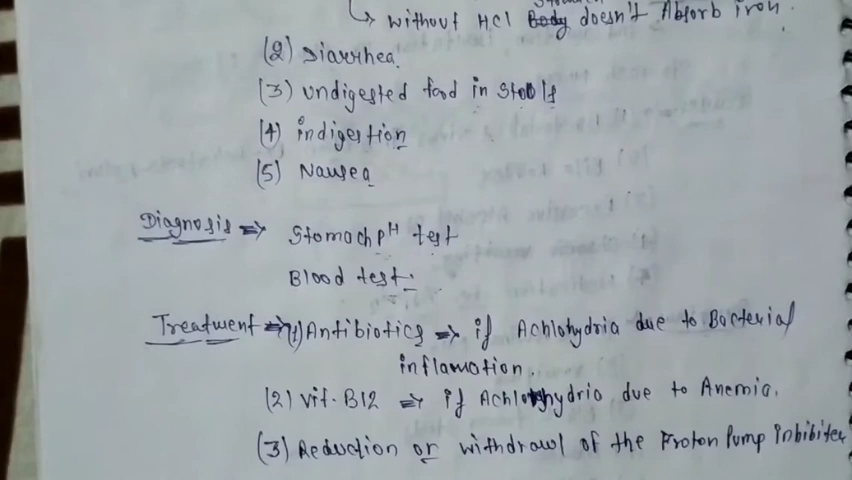 ↳ without HCl Body doesn't Absorb iron.
(2) Diarrhea.
(3) undigested food in stools
(4) indigestion
(5) Nausea
Diagnosis ⇒ Stomach pH test
Blood test.
Treatment ⇒ (1) Antibiotics ⇒ if Achlohydria due to Bacterial
inflamation.
(2) Vit-B12 ⇒ if Achlohydria due to Anemia.
(3) Reduction or withdrawl of the Proton Pump Inhibiter